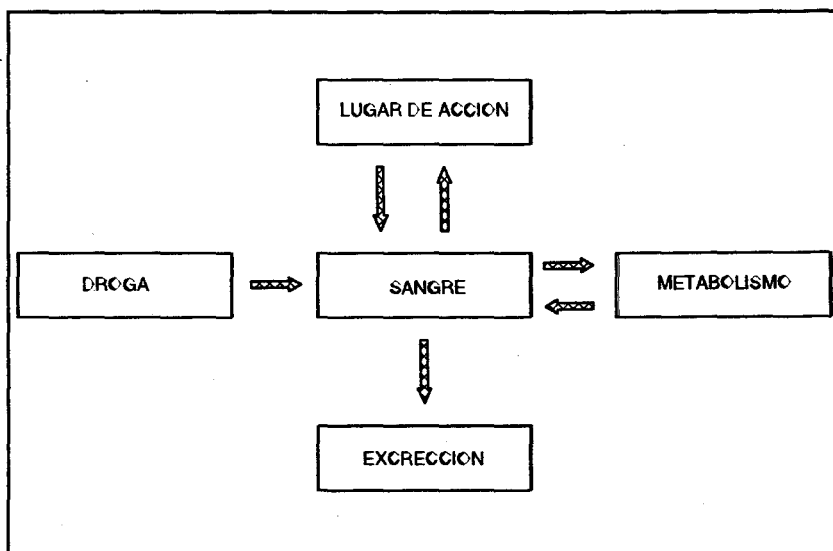 LUGAR DE ACCION
DROGA
SANGRE
METABOLISMO
EXCRECCION